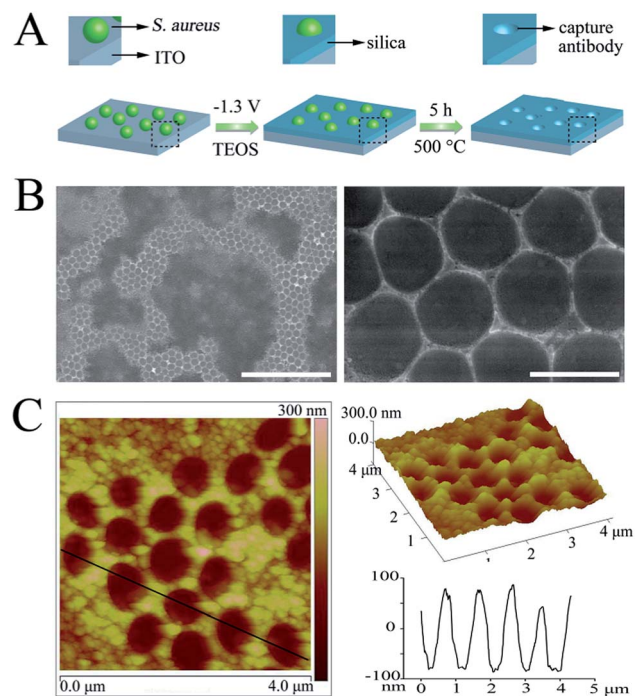 A
S. aureus
ITO
silica
capture
antibody
-1.3 V
TEOS
5 h
500 °C
B
C
300 nm
0.0 μm
4.0 μm
300.0 nm
0.0
4 μm
3
2
1
1
2
3
4 μm
100
0
-100
nm
0
1
2
3
4
5
μm